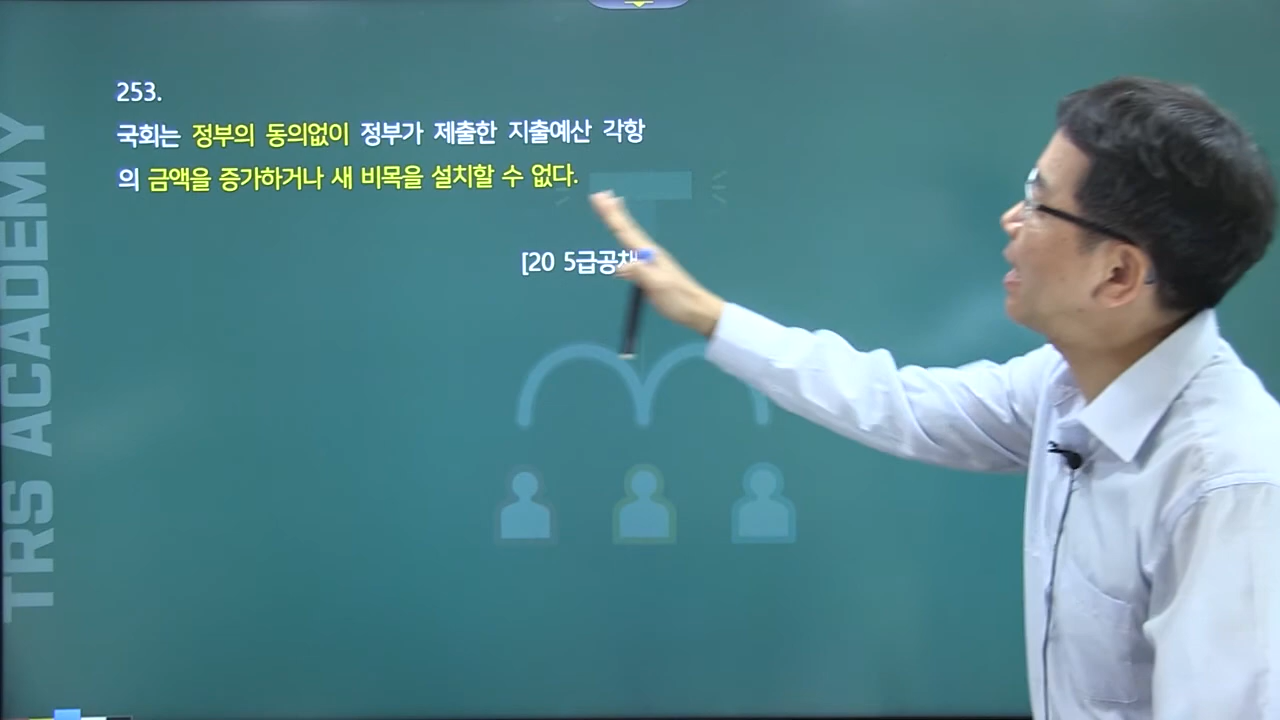 253.
국회는 정부의 동의없이 정부가 제출한 지출예산 각항
의 금액을 증가하거나 새 비목을 설치할 수 없다.
[20 5급공채
TRS ACADEMY